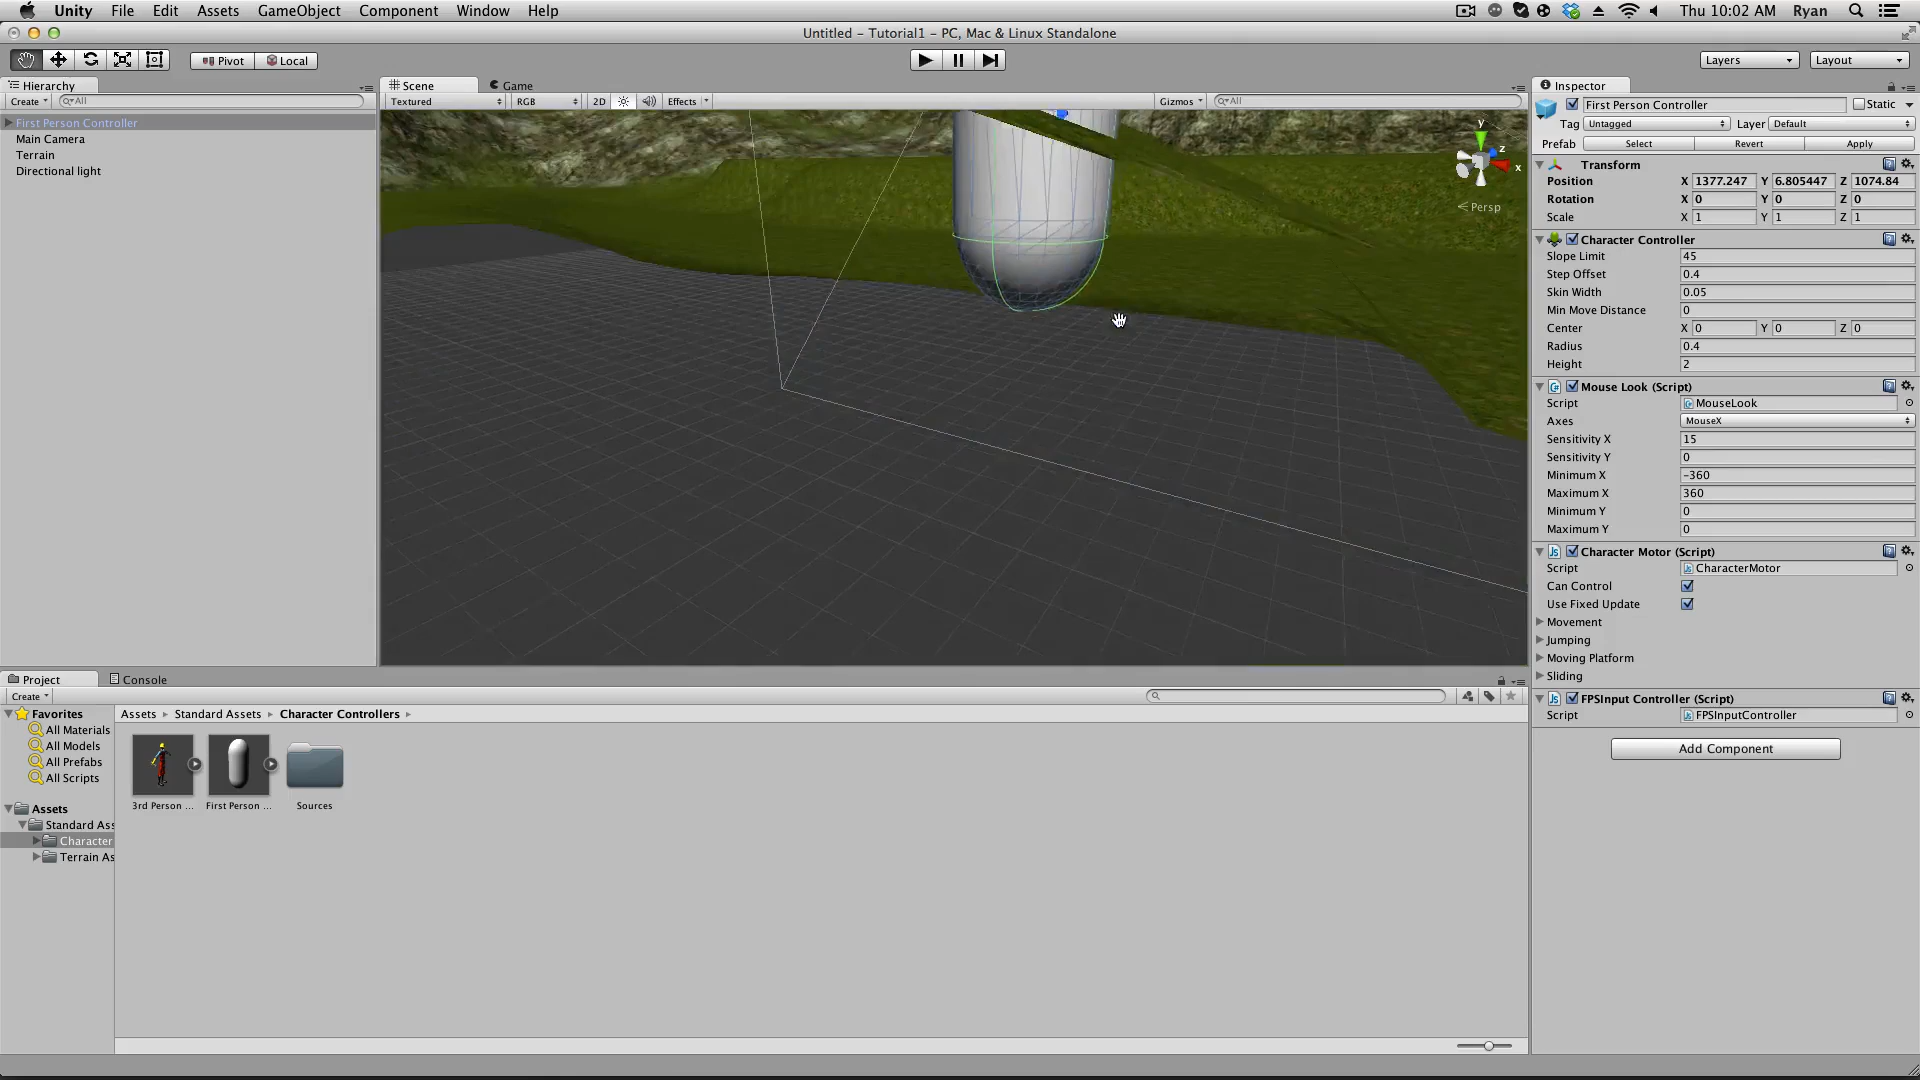 Unity File Edit Assets GameObject Component Window Help Thu 10:02 AM Ryan
Untitled – Tutorial1 – PC, Mac & Linux Standalone
Pivot Local Layers Layout
Hierarchy
Create All
First Person Controller
Main Camera
Terrain
Directional light
Scene Game
Textured RGB 2D Effects Gizmos All
y
z
x
Persp
Inspector
First Person Controller Static
Tag Untagged Layer Default
Prefab Select Revert Apply
Transform
Position X 1377.247 Y 6.805447 Z 1074.84
Rotation X 0 Y 0 Z 0
Scale X 1 Y 1 Z 1
Character Controller
Slope Limit 45
Step Offset 0.4
Skin Width 0.05
Min Move Distance 0
Center X 0 Y 0 Z 0
Radius 0.4
Height 2
Mouse Look (Script)
Script MouseLook
Axes MouseX
Sensitivity X 15
Sensitivity Y 0
Minimum X -360
Maximum X 360
Minimum Y 0
Maximum Y 0
Character Motor (Script)
Script CharacterMotor
Can Control
Use Fixed Update
Movement
Jumping
Moving Platform
Sliding
FPSInput Controller (Script)
Script FPSInputController
Add Component
Project Console
Create
Favorites
All Materials
All Models
All Prefabs
All Scripts
Assets
Standard Ass
Character
Terrain As
Assets Standard Assets Character Controllers
3rd Person ... First Person ... Sources